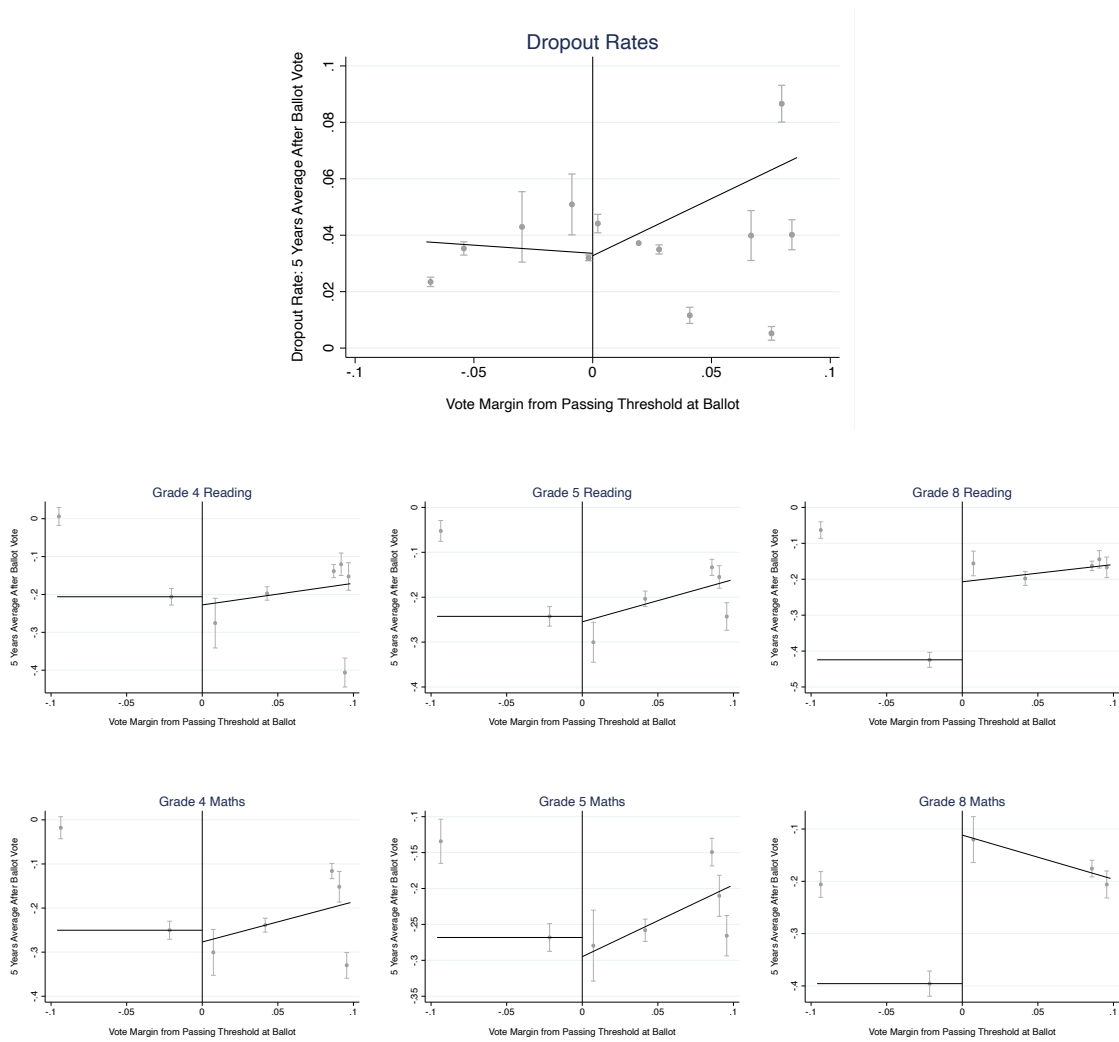 Dropout Rates
Dropout Rate: 5 Years Average After Ballot Vote
.1
.08
.06
.04
.02
0
-.1 -.05 0 .05 .1
Vote Margin from Passing Threshold at Ballot
Grade 4 Reading
5 Years Average After Ballot Vote
0
-.1
-.2
-.3
-.4
-.1 -.05 0 .05 .1
Vote Margin from Passing Threshold at Ballot
Grade 5 Reading
5 Years Average After Ballot Vote
0
-.1
-.2
-.3
-.4
-.1 -.05 0 .05 .1
Vote Margin from Passing Threshold at Ballot
Grade 8 Reading
5 Years Average After Ballot Vote
0
-.1
-.2
-.3
-.4
-.5
-.1 -.05 0 .05 .1
Vote Margin from Passing Threshold at Ballot
Grade 4 Maths
5 Years Average After Ballot Vote
0
-.1
-.2
-.3
-.4
-.1 -.05 0 .05 .1
Vote Margin from Passing Threshold at Ballot
Grade 5 Maths
5 Years Average After Ballot Vote
-.1
-.15
-.2
-.25
-.3
-.35
-.1 -.05 0 .05 .1
Vote Margin from Passing Threshold at Ballot
Grade 8 Maths
5 Years Average After Ballot Vote
-.1
-.2
-.3
-.4
-.1 -.05 0 .05 .1
Vote Margin from Passing Threshold at Ballot